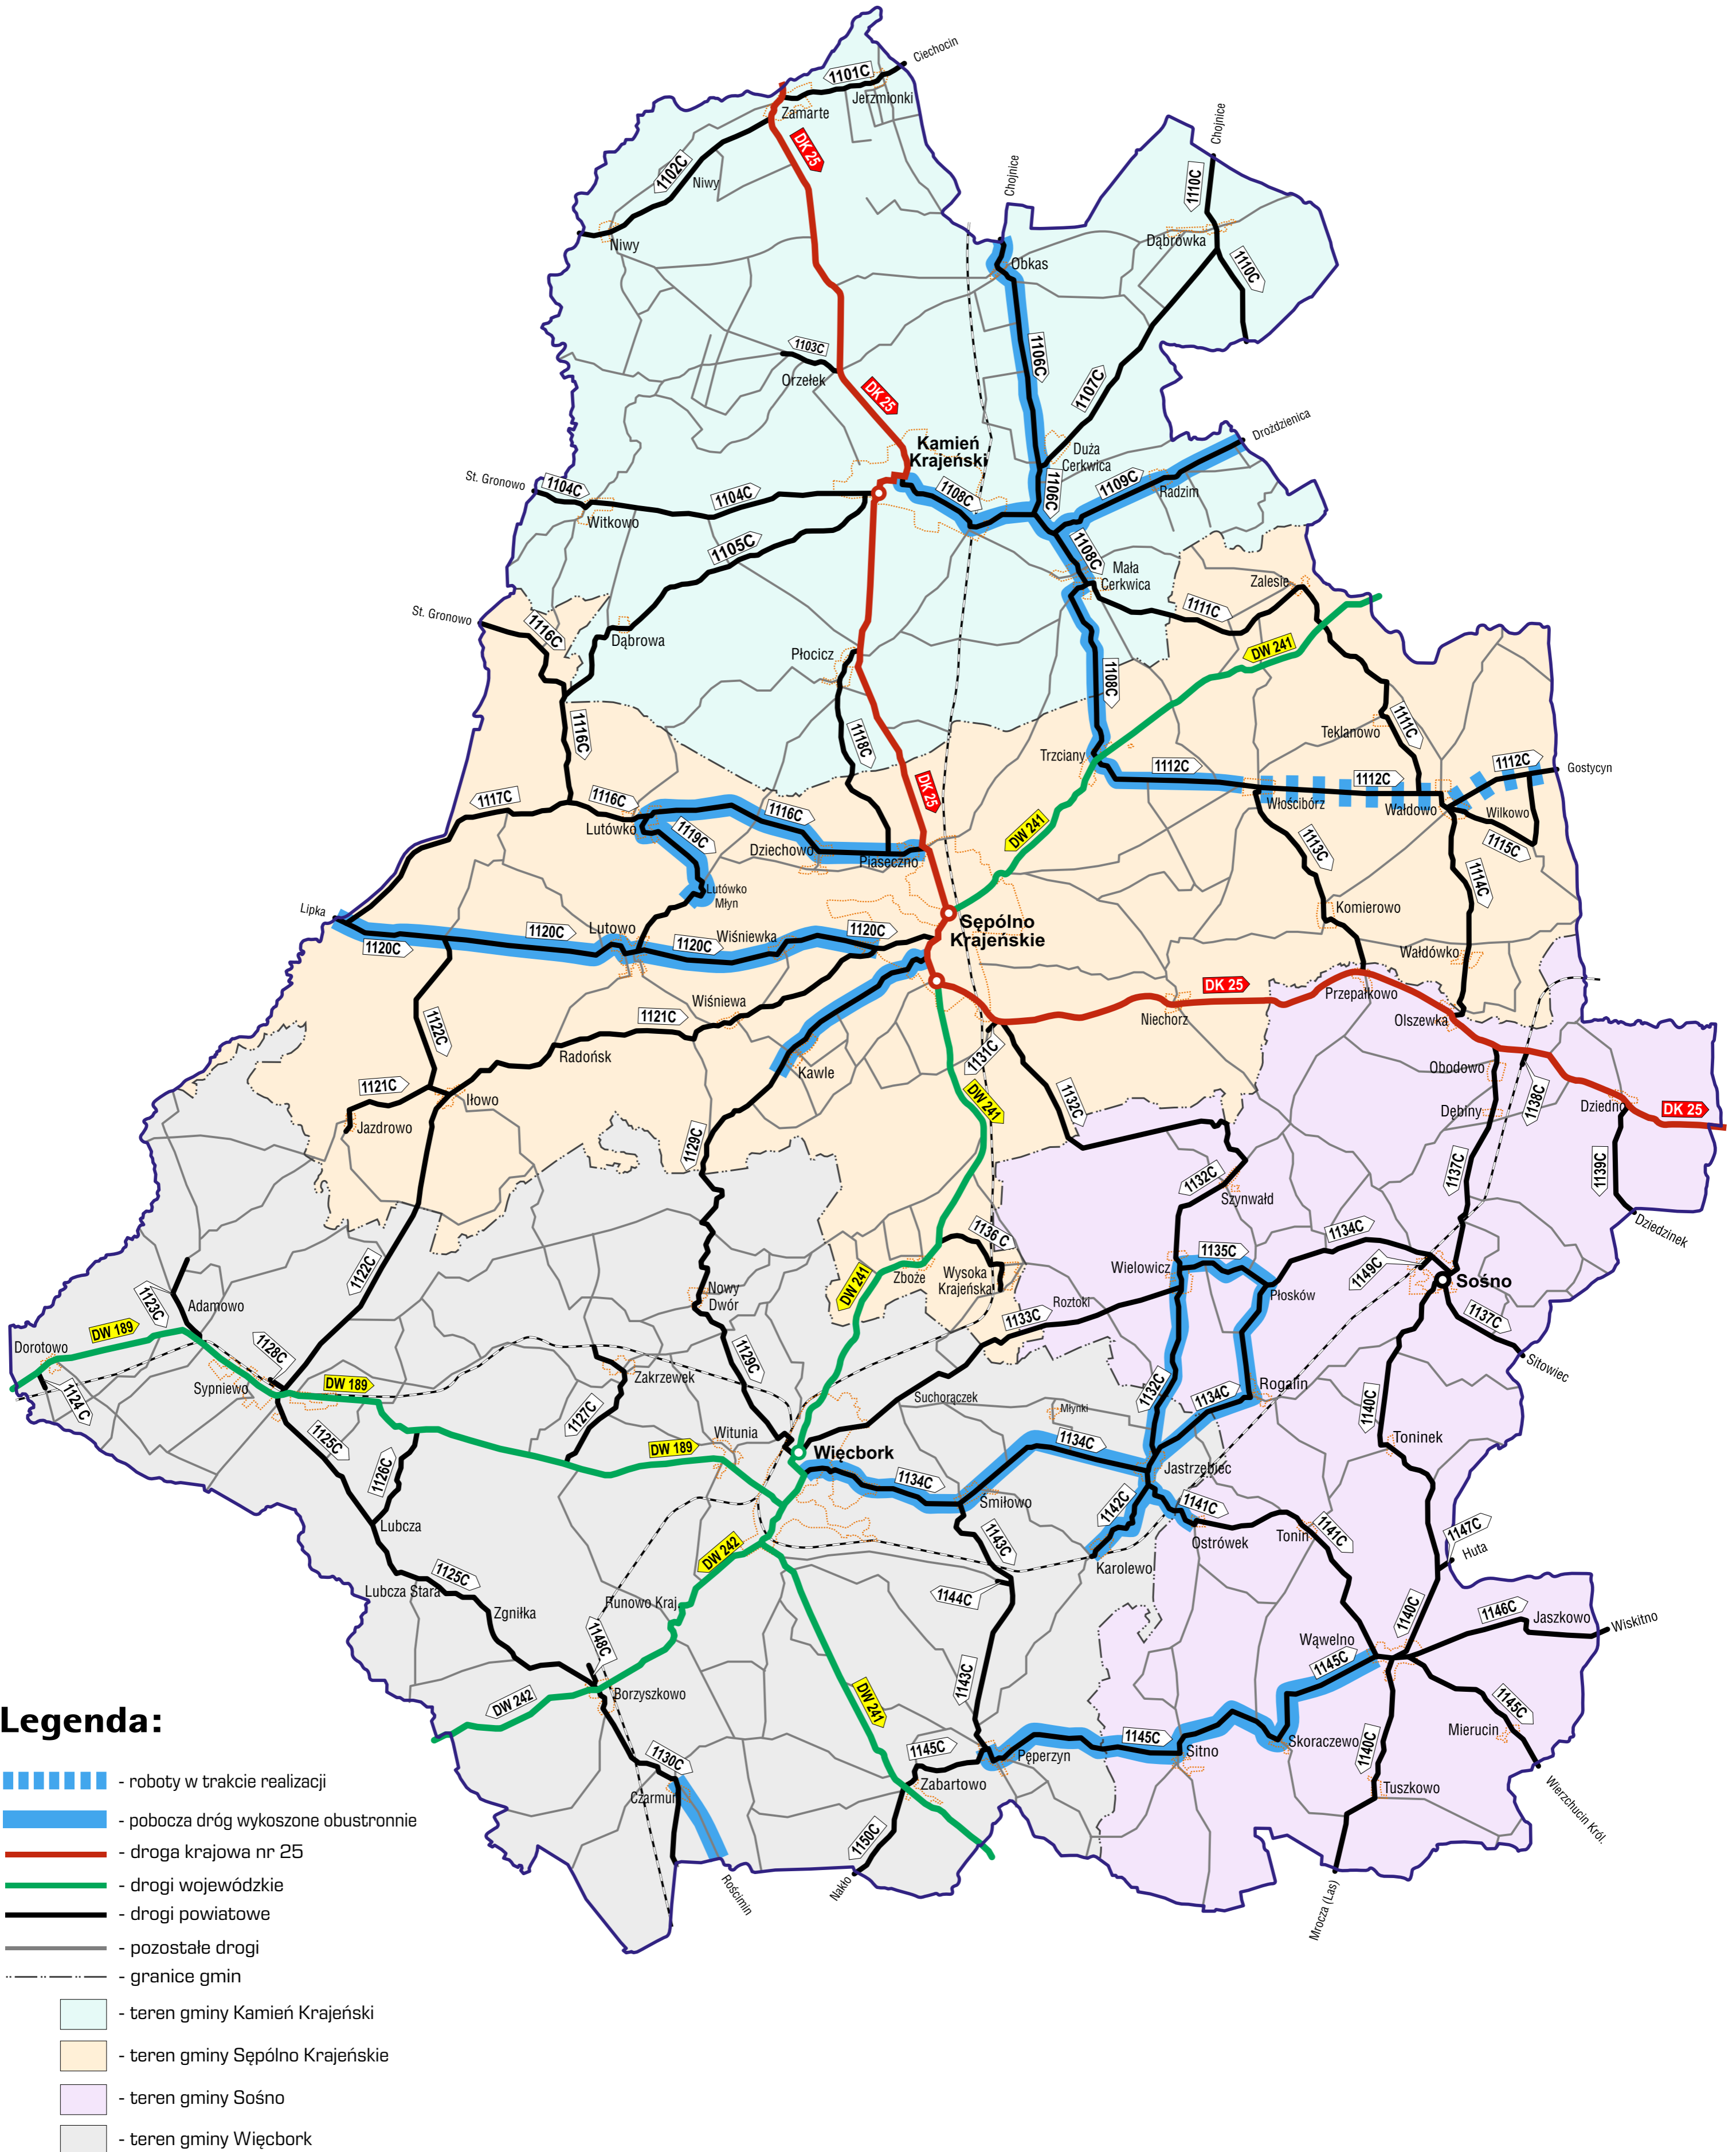 Ciechocin
1101C
Jerzmionki
Zamarte
DK 25
1102C
Niwy
Niwy
Chojnice
Chojnice
1110C
Dąbrówka
1110C
Obkas
1103C
Orzełek
1106C
1107C
DK 25
Kamień
Krajeński
Drożdzienica
Duża
Cerkwica
1109C
Radzim
St. Gronowo
1104C
1104C
Witkowo
1108C
1106C
1105C
1108C
Mała
Cerkwica
Zalesie
1111C
St. Gronowo
1116C
Dąbrowa
Płocicz
DW 241
1108C
1116C
1118C
Teklanowo
1111C
Trzciany
1112C
1112C
1112C
Gostycyn
DK 25
1117C
1116C
1116C
Włościbórz
Wałdowo
Wilkowo
Lutówko
1119C
Dziechowo
Piaseczno
DW 241
1113C
1115C
1114C
Lutówko
Młyn
Lipka
Komierowo
1120C
1120C
Lutowo
1120C
Wiśniewka
1120C
Sępólno
Krajeńskie
Wałdówko
DK 25
Przepałkowo
Wiśniewa
1121C
Niechorz
Olszewka
1122C
Radońsk
1131C
Obodowo
1121C
Iłowo
Kawle
DW 241
1132C
Dębiny
1138C
Dziedno
DK 25
Jazdrowo
1129C
1132C
Szynwałd
1137C
1139C
Dziedzinek
1136 C
1134C
1122C
Zboże
Wysoka
Krajeńska
Wielowicz
1135C
1149C
Sośno
1123C
Adamowo
Nowy
Dwór
DW 241
Roztoki
1133C
Płosków
1137C
Dorotowo
DW 189
1128C
1129C
Sitowiec
1124 C
Sypniewo
DW 189
Zakrzewek
Suchorączek
1132C
1134C
Rogalin
1140C
1125C
1127C
Młynki
Witunia
DW 189
Więcbork
1134C
Toninek
1126C
1134C
Jastrzębiec
Śmiłowo
1142C
1141C
Lubcza
1143C
Ostrówek
Tonin
1141C
1147C
Huta
DW 242
Karolewo
Lubcza Stara
1125C
Zgniłka
Runowo Kraj.
1144C
1140C
1146C
Jaszkowo
Wiskitno
1148C
Wąwelno
1145C
1143C
Borzyszkowo
DW 242
DW 241
1145C
Mierucin
1145C
1145C
Pęperzyn
Sitno
Skoraczewo
1140C
1130C
Zabartowo
Czarmuń
Tuszkowo
Wierzchucin Król.
1150C
Nakło
Rościmin
Mrocza (Las)
Legenda:
- roboty w trakcie realizacji
- pobocza dróg wykoszone obustronnie
- droga krajowa nr 25
- drogi wojewódzkie
- drogi powiatowe
- pozostałe drogi
- granice gmin
- teren gminy Kamień Krajeński
- teren gminy Sępólno Krajeńskie
- teren gminy Sośno
- teren gminy Więcbork